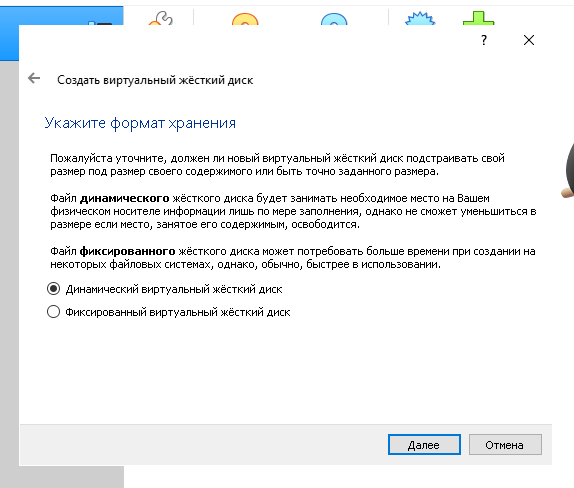 ?
Создать виртуальный жёсткий диск
Укажите формат хранения
Пожалуйста уточните, должен ли новый виртуальный жёсткий диск подстраивать свой
размер под размер своего содержимого или быть точно заданного размера.
Файл динамического жёсткого диска будет занимать необходимое место на Вашем
физическом носителе информации лишь по мере заполнения, однако не сможет уменьшиться в
размере если место, занятое его содержимым, освободится.
Файл фиксированного жёсткого диска может потребовать больше времени при создании на
некоторых файловых системах, однако, обычно, быстрее в использовании.
Динамический виртуальный жёсткий диск
Фиксированный виртуальный жёсткий диск
Далее
Отмена